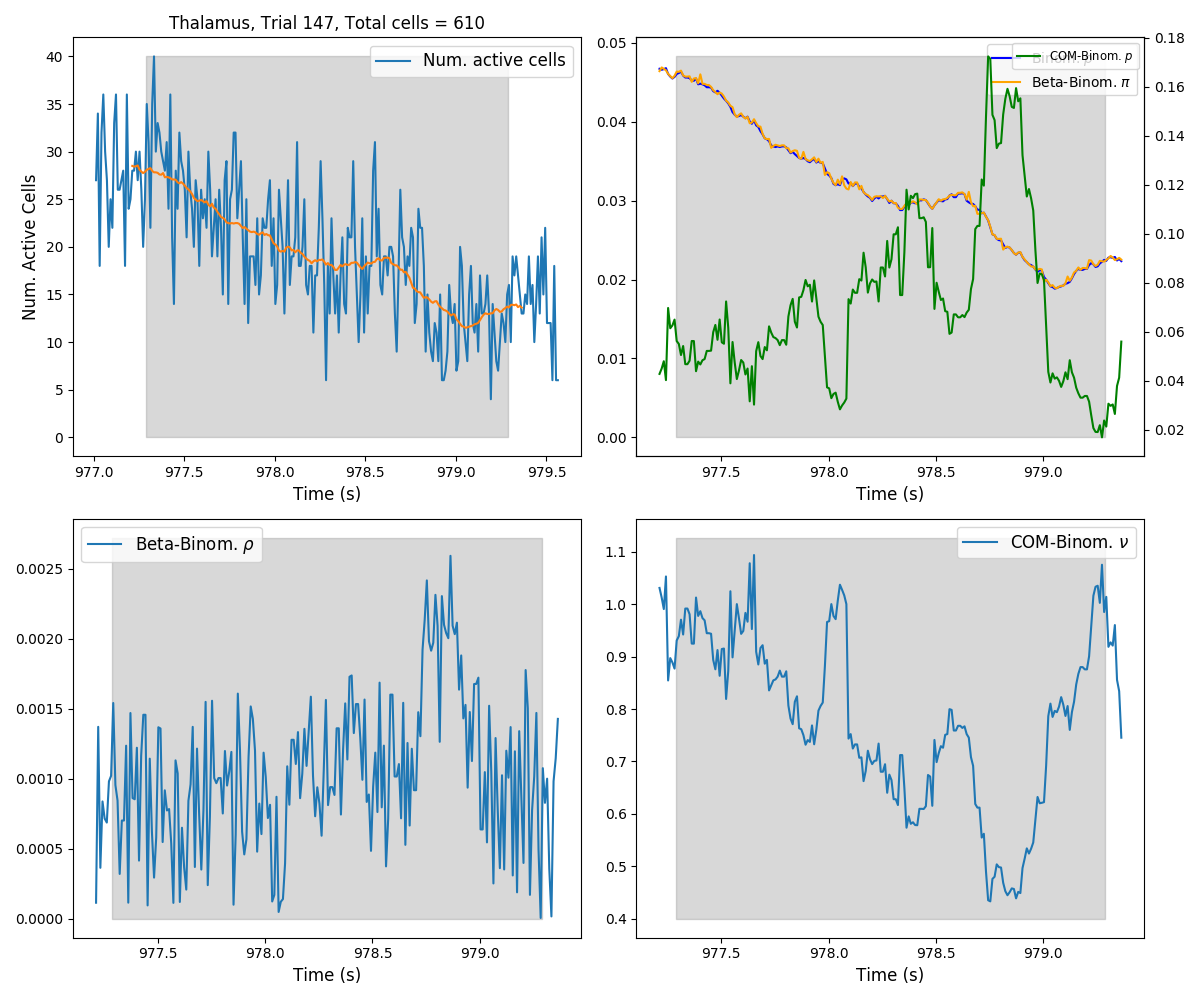 Thalamus, Trial 147, Total cells = 610
Num. Active Cells
40
35
30
25
20
15
10
5
0
Num. active cells
977.0 977.5 978.0 978.5 979.0 979.5
Time (s)
0.05
0.04
0.03
0.02
0.01
0.00
COM-Binom. p
Beta-Binom. π
0.18
0.16
0.14
0.12
0.10
0.08
0.06
0.04
0.02
977.5 978.0 978.5 979.0
Time (s)
0.0025
0.0020
0.0015
0.0010
0.0005
0.0000
Beta-Binom. ρ
977.5 978.0 978.5 979.0
Time (s)
1.1
1.0
0.9
0.8
0.7
0.6
0.5
0.4
COM-Binom. ν
977.5 978.0 978.5 979.0
Time (s)